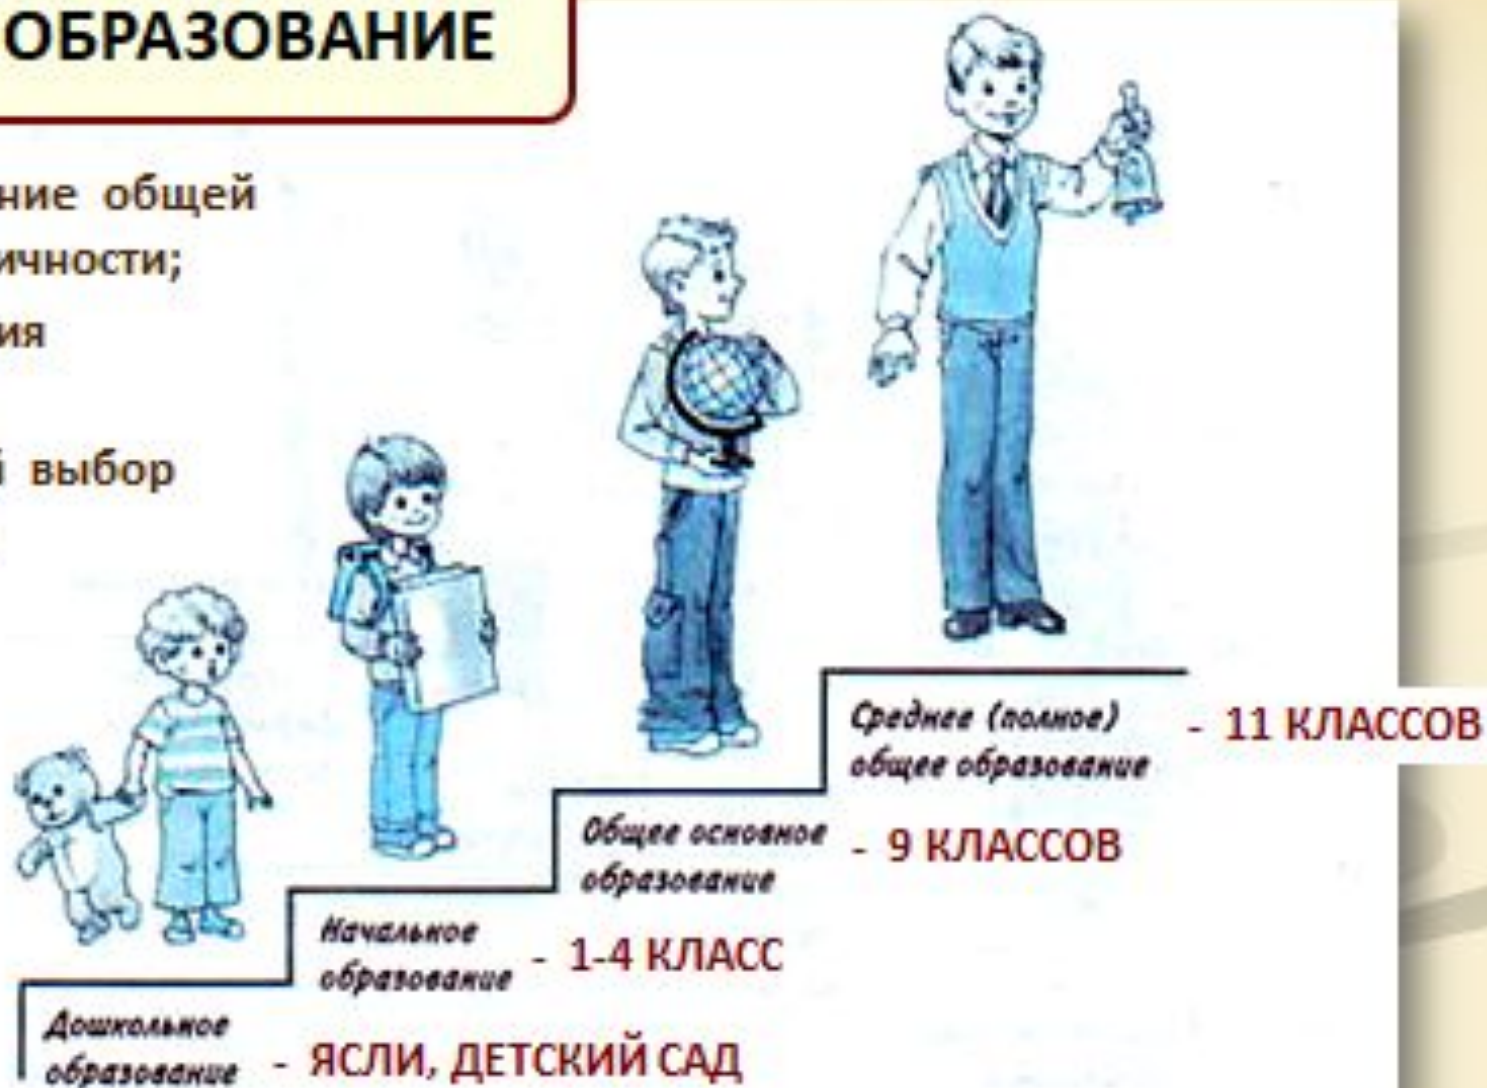 ОБРАЗОВАНИЕ
ние общей
ичности;
ия
й выбор
Среднее (полное)
общее образование
- 11 КЛАССОВ
Общее основное
образование
- 9 КЛАССОВ
Начальное
образование
- 1-4 КЛАСС
Дошкольное
образование
- ЯСЛИ, ДЕТСКИЙ САД